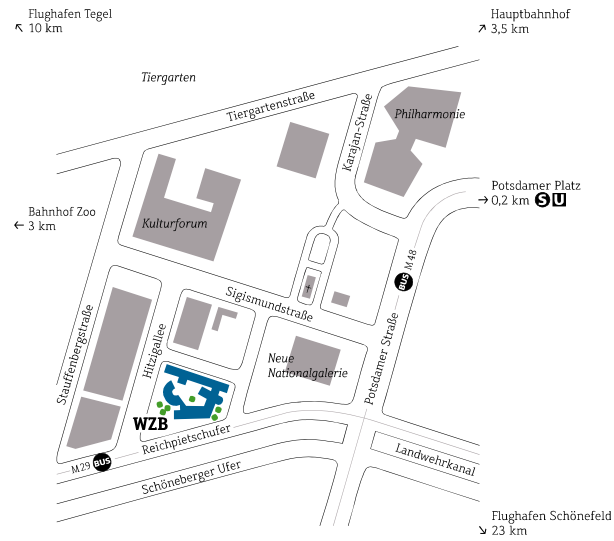 Flughafen Tegel
10 km
Hauptbahnhof
3,5 km
Tiergarten
Tiergartenstraße
Karajan-Straße
Philharmonie
Potsdamer Platz
0,2 km S U
Bahnhof Zoo
3 km
Kulturforum
BUS M 48
Sigismundstraße
Stauffenbergstraße
Hitzigallee
Neue
Nationalgalerie
Potsdamer Straße
WZB
Reichpietschufer
M29 BUS
Landwehrkanal
Schöneberger Ufer
Flughafen Schönefeld
23 km